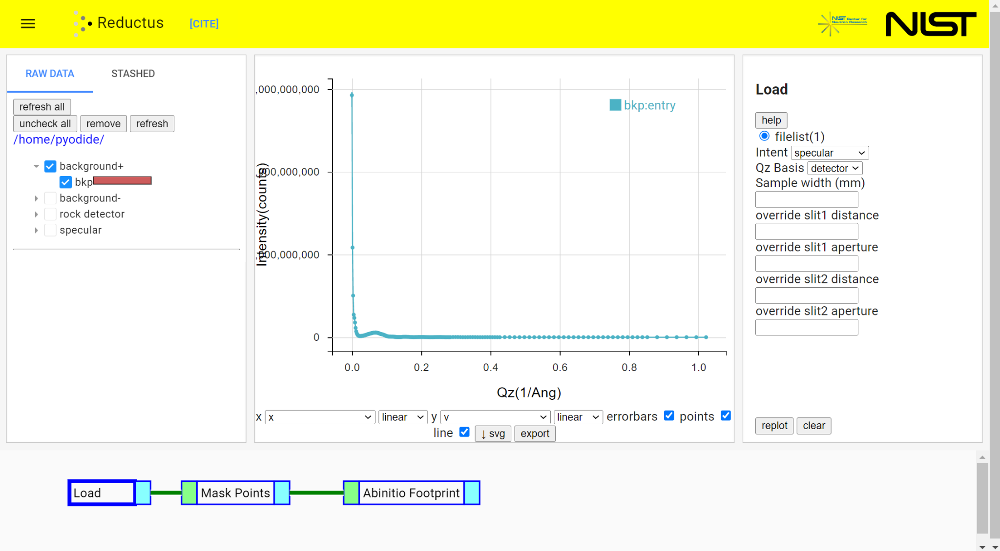 Reductus [CITE]
NIST Center for
Neutron Research
NIST
RAW DATA STASHED
refresh all
uncheck all remove refresh
/home/pyodide/
background+
bkp
background-
rock detector
specular
,000,000,000
00,000,000
00,000,000
0
Intensity(counts)
bkp:entry
0.0 0.2 0.4 0.6 0.8 1.0
Qz(1/Ang)
x x linear y v linear errorbars points
line ↓ svg export
Load
help
filelist(1)
Intent specular
Qz Basis detector
Sample width (mm)
override slit1 distance
override slit1 aperture
override slit2 distance
override slit2 aperture
replot clear
Load Mask Points Abinitio Footprint